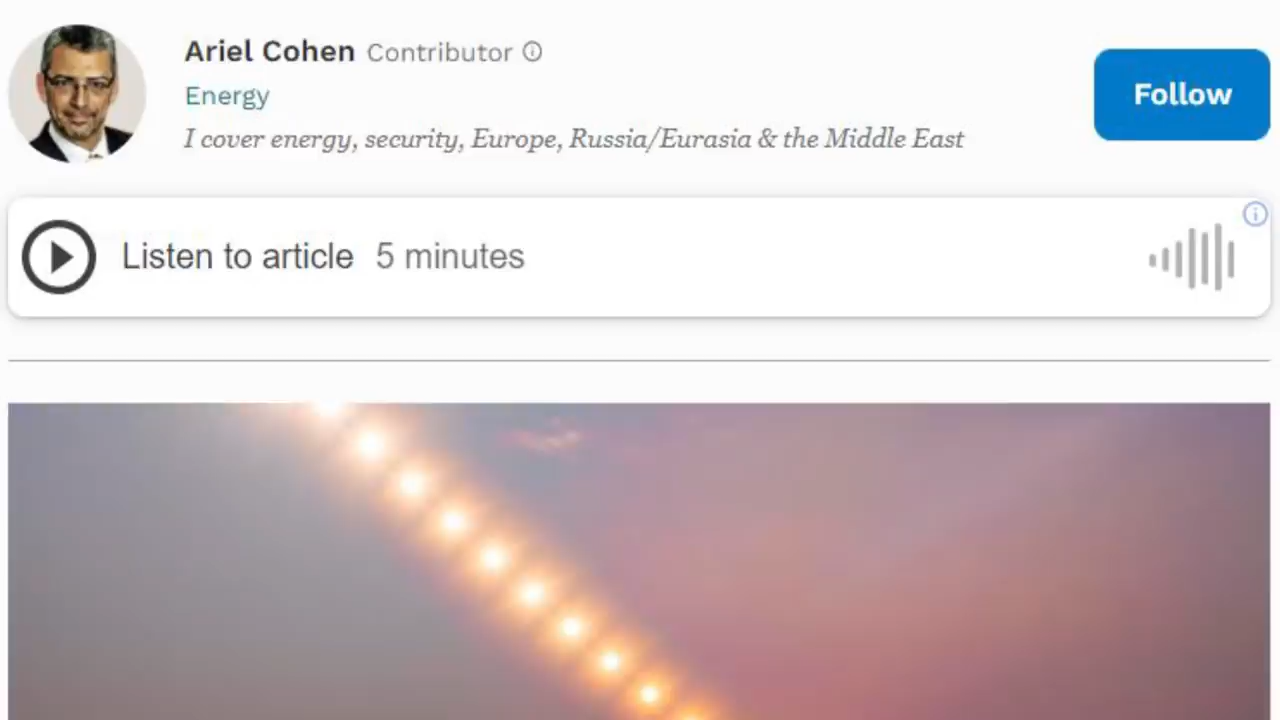 Ariel Cohen Contributor
Energy
I cover energy, security, Europe, Russia/Eurasia & the Middle East
Follow
Listen to article 5 minutes